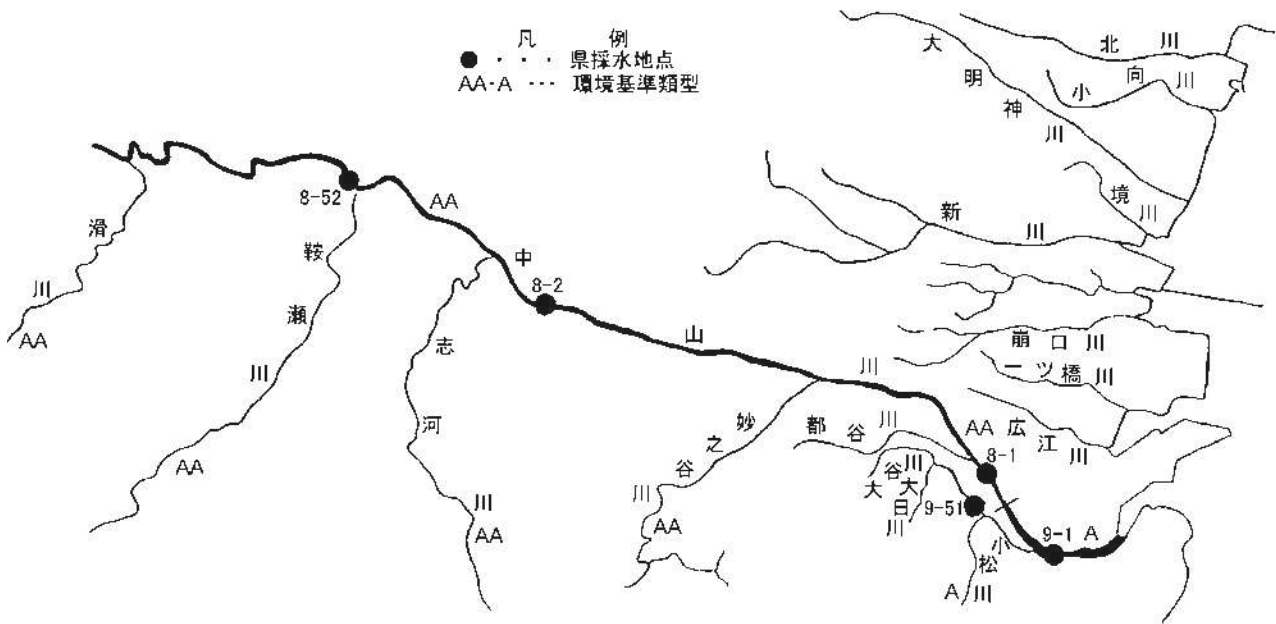 凡 例
● ・・・ 県採水地点
AA・A … 環境基準類型
北川
小向川
大明神川
境川
新川
8-52
AA
滑川
AA
鞍瀬川
AA
中山川
8-2
志河川
AA
崩口川
一ツ橋川
妙之谷川
AA
都谷川
AA
広江川
8-1
大谷川
大日川
9-51
小松川
A
9-1
A